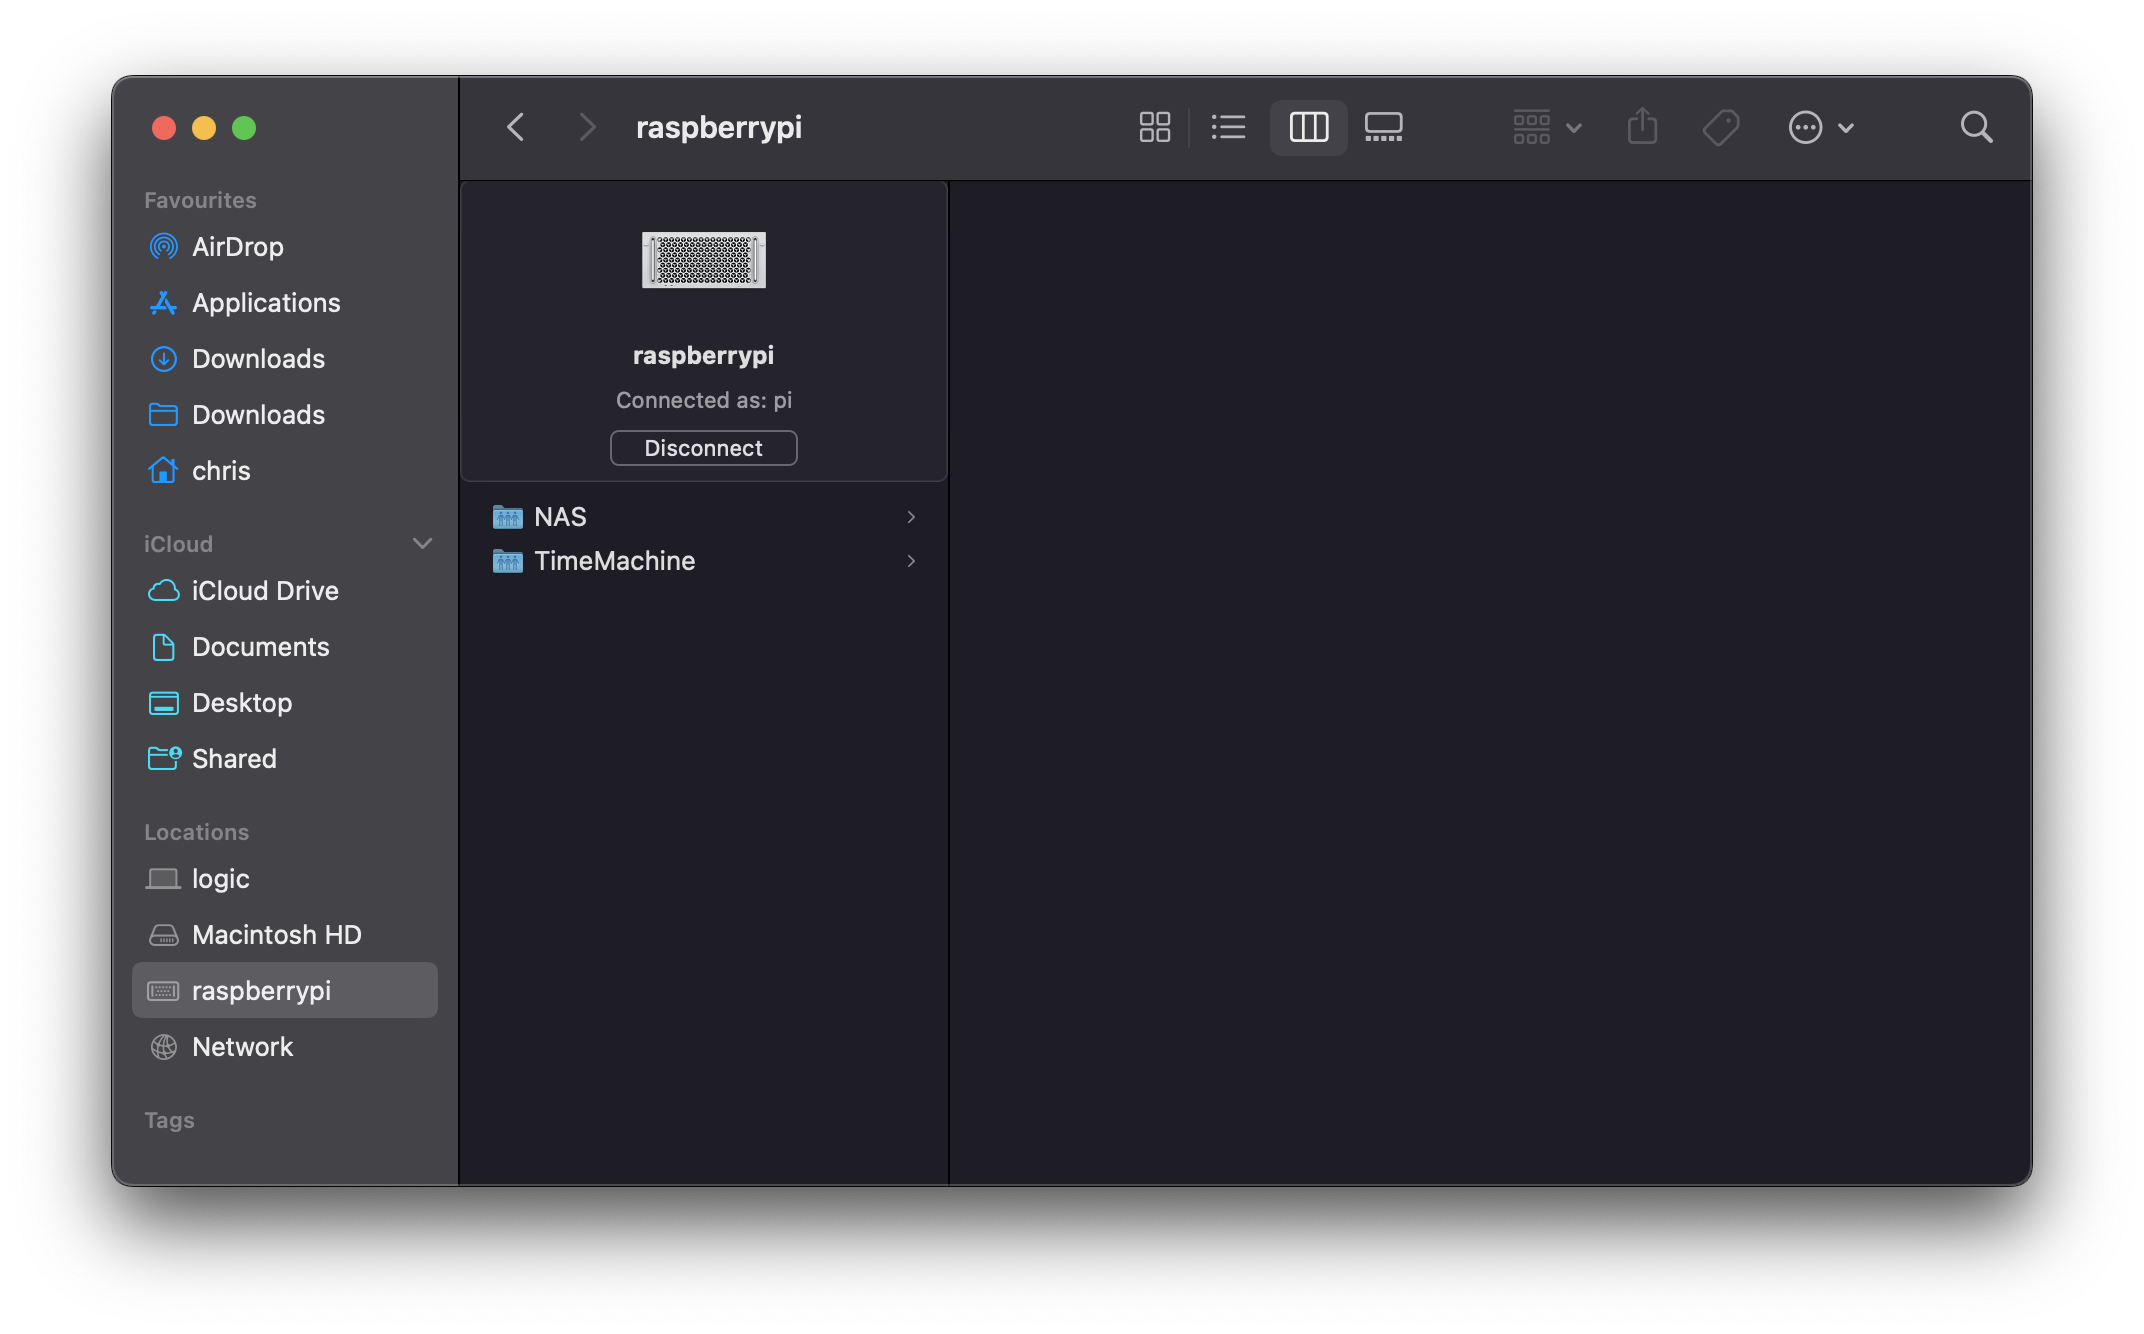 raspberrypi
Favourites
AirDrop
Applications
Downloads
Downloads
chris
iCloud
iCloud Drive
Documents
Desktop
Shared
Locations
logic
Macintosh HD
raspberrypi
Network
Tags
raspberrypi
Connected as: pi
Disconnect
NAS
TimeMachine